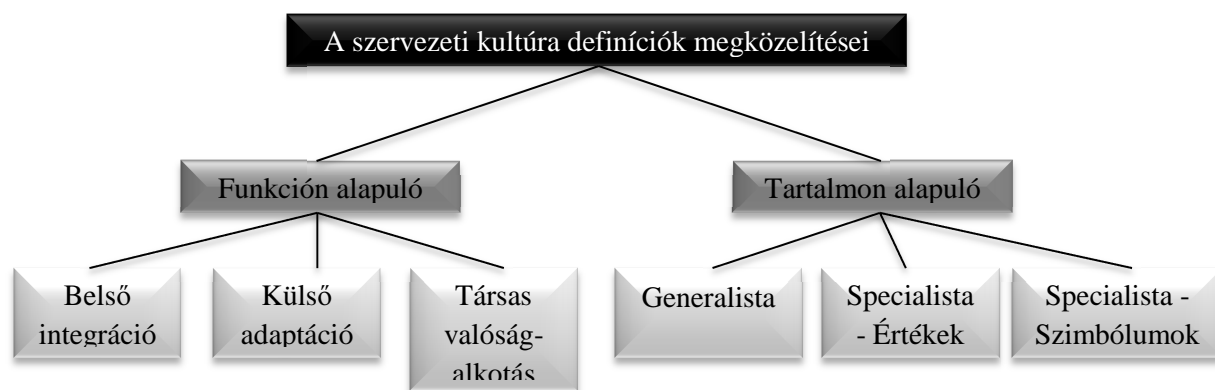 A szervezeti kultúra definíciók megközelítései
Funkción alapuló
Tartalmon alapuló
Belső
integráció
Külső
adaptáció
Társas
valóság-
alkotás
Generalista
Specialista
- Értékek
Specialista -
Szimbólumok